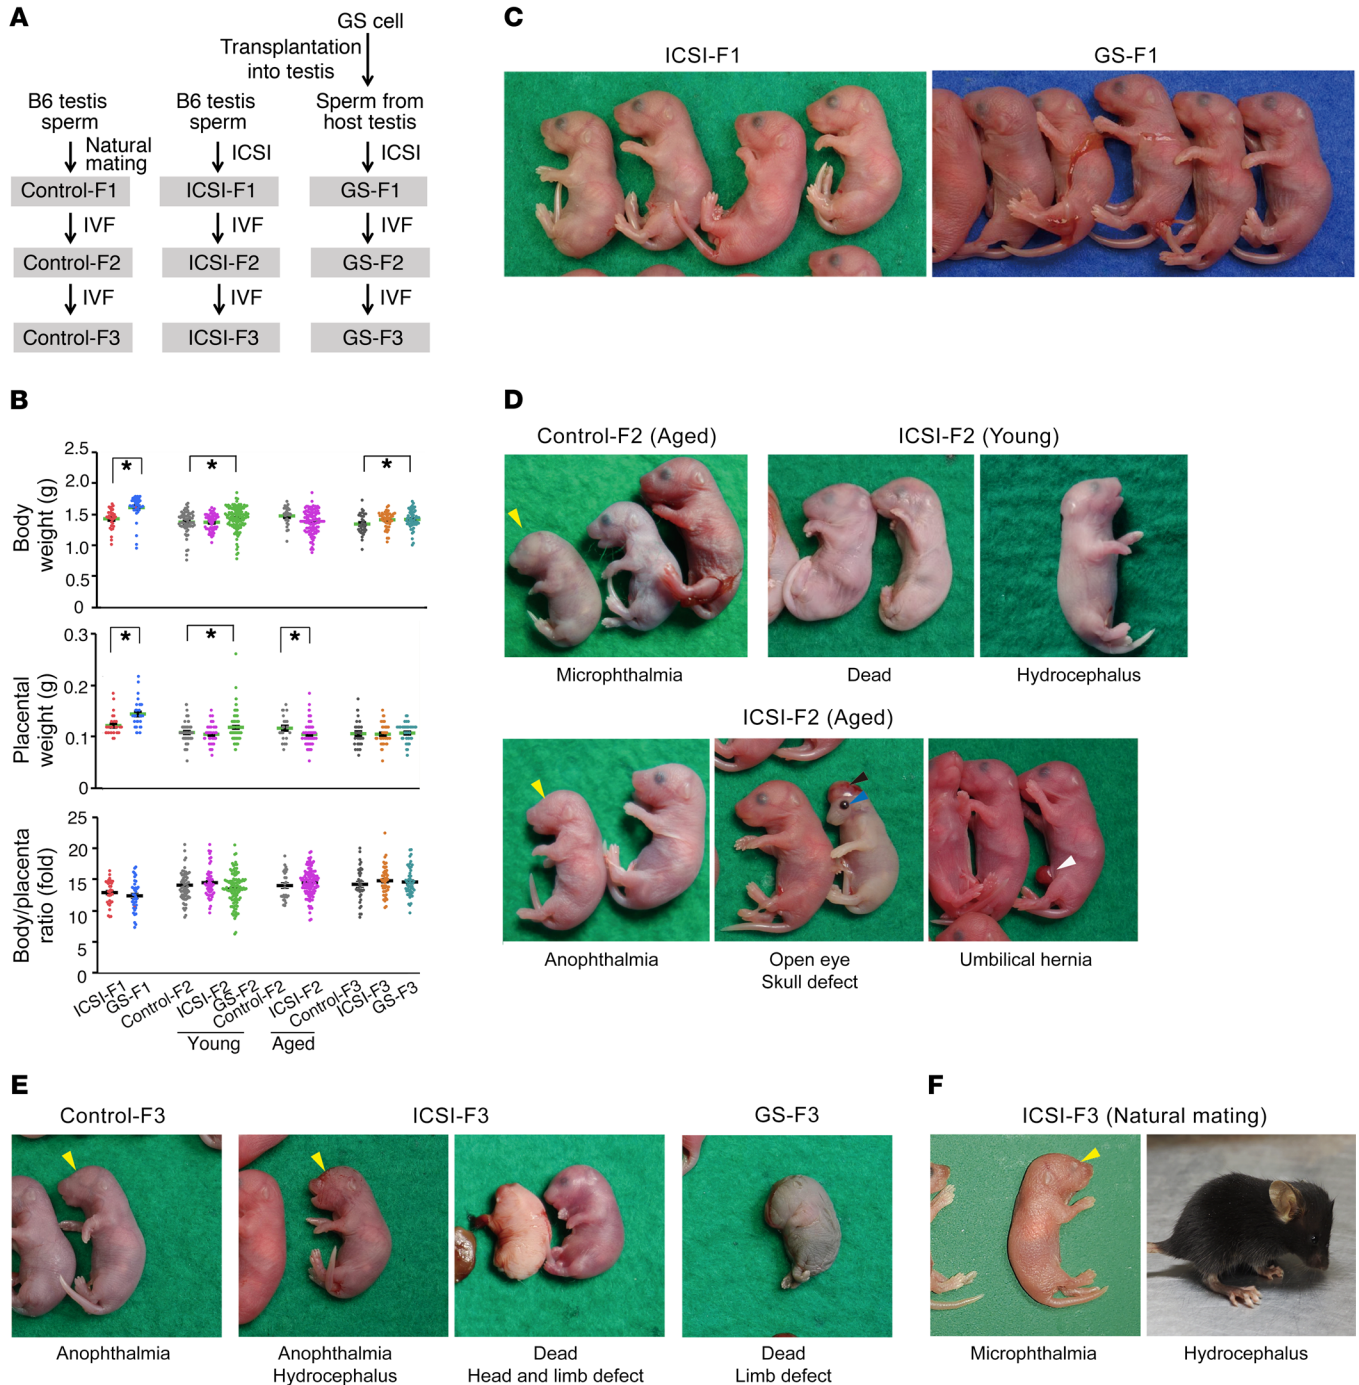 A
GS cell
Transplantation
into testis
B6 testis
sperm
B6 testis
sperm
Sperm from
host testis
Natural
mating
ICSI
ICSI
Control-F1
ICSI-F1
GS-F1
IVF
IVF
IVF
Control-F2
ICSI-F2
GS-F2
IVF
IVF
IVF
Control-F3
ICSI-F3
GS-F3
B
Body
weight (g)
2.5
2.0
1.5
1.0
0.5
0
*
*
*
Placental
weight (g)
0.3
0.2
0.1
0
*
*
*
Body/placenta
ratio (fold)
25
20
15
10
5
0
ICSI-F1
GS-F1
Control-F2
ICSI-F2
GS-F2
Control-F2
ICSI-F2
Control-F3
ICSI-F3
GS-F3
Young
Aged
C
ICSI-F1
GS-F1
D
Control-F2 (Aged)
ICSI-F2 (Young)
Microphthalmia
Dead
Hydrocephalus
ICSI-F2 (Aged)
Anophthalmia
Open eye
Skull defect
Umbilical hernia
E
Control-F3
ICSI-F3
GS-F3
Anophthalmia
Anophthalmia
Hydrocephalus
Dead
Head and limb defect
Dead
Limb defect
F
ICSI-F3 (Natural mating)
Microphthalmia
Hydrocephalus